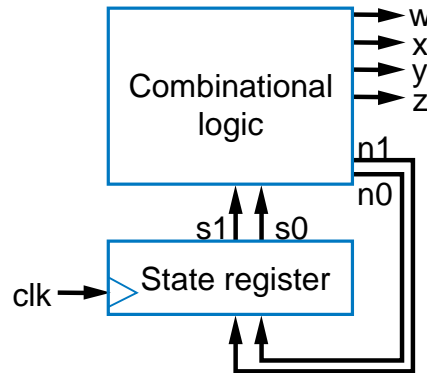 w
x
y
z
Combinational
logic
n1
n0
s1 s0
State register
clk